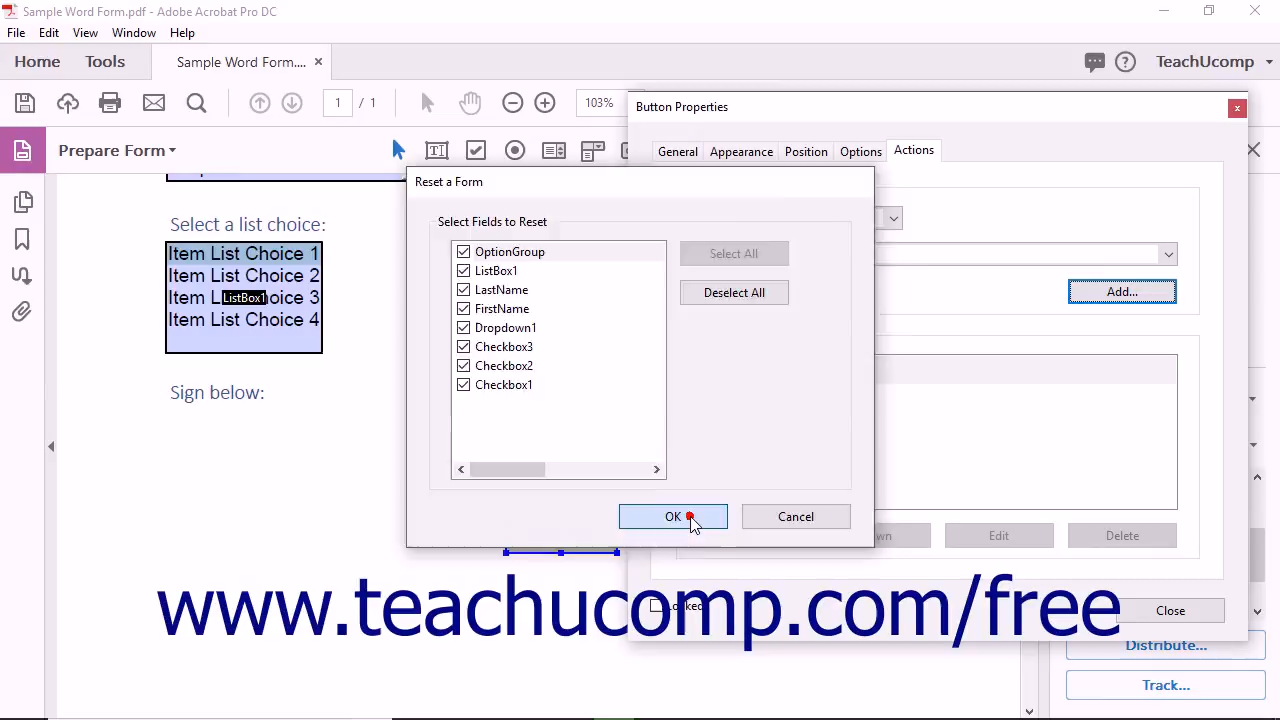 Sample Word Form.pdf - Adobe Acrobat Pro DC
File Edit View Window Help
Home Tools Sample Word Form.... × TeachUcomp
1 / 1 103%
Button Properties
Prepare Form
General Appearance Position Options Actions
Reset a Form
Select Fields to Reset
Select a list choice:
Item List Choice 1
Item List Choice 2
Item L ListBox1 hoice 3
Item List Choice 4
Sign below:
OptionGroup
ListBox1
LastName
FirstName
Dropdown1
Checkbox3
Checkbox2
Checkbox1
Select All
Deselect All
Add...
OK Cancel
wn Edit Delete
Locked
Close
www.teachucomp.com/free
Distribute...
Track...